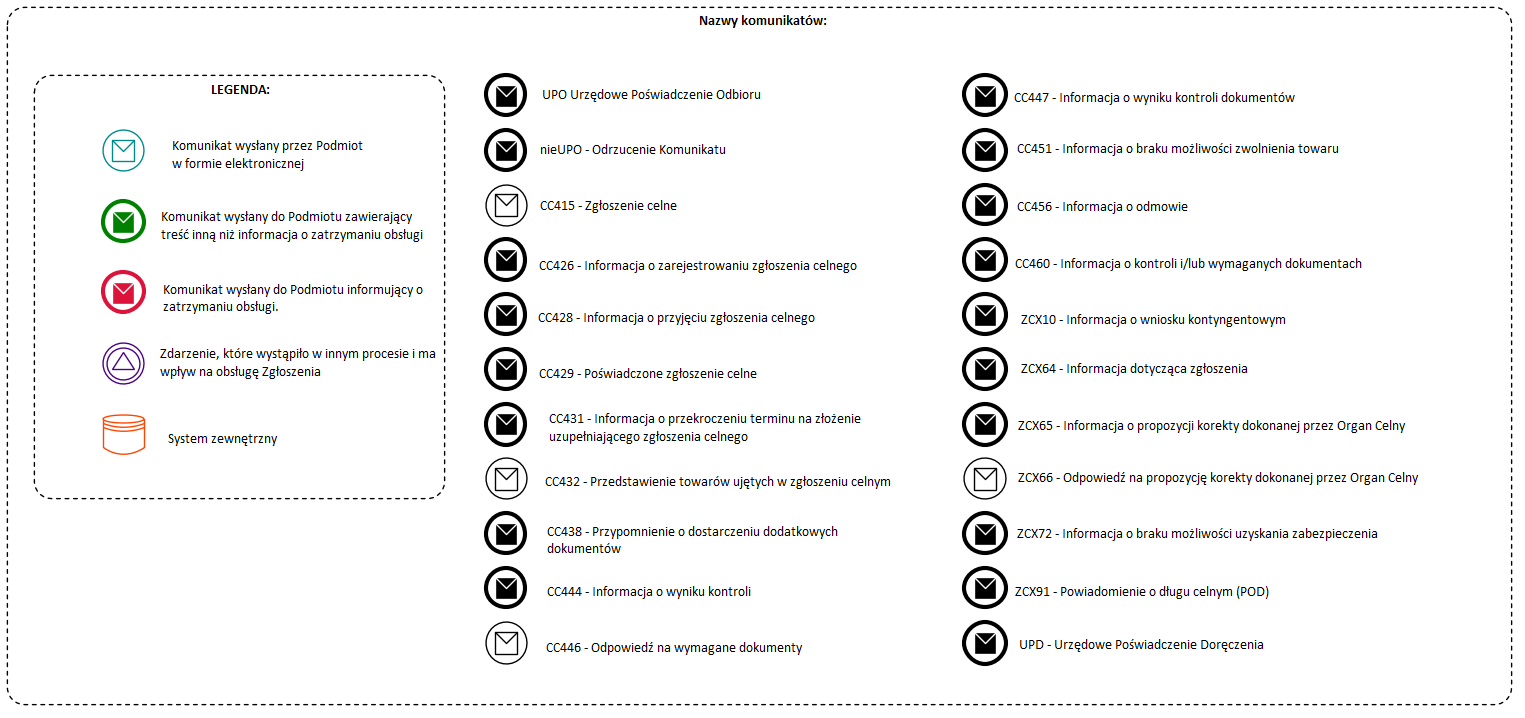 Nazwy komunikatów:
LEGENDA:
Komunikat wysłany przez Podmiot
w formie elektronicznej
Komunikat wysłany do Podmiotu zawierający
treść inną niż informacja o zatrzymaniu obsługi
Komunikat wysłany do Podmiotu informujący o
zatrzymaniu obsługi.
Zdarzenie, które wystąpiło w innym procesie i ma
wpływ na obsługę Zgłoszenia
System zewnętrzny
UPO Urzędowe Poświadczenie Odbioru
nieUPO - Odrzucenie Komunikatu
CC415 - Zgłoszenie celne
CC426 - Informacja o zarejestrowaniu zgłoszenia celnego
CC428 - Informacja o przyjęciu zgłoszenia celnego
CC429 - Poświadczone zgłoszenie celne
CC431 - Informacja o przekroczeniu terminu na złożenie
uzupełniającego zgłoszenia celnego
CC432 - Przedstawienie towarów ujętych w zgłoszeniu celnym
CC438 - Przypomnienie o dostarczeniu dodatkowych
dokumentów
CC444 - Informacja o wyniku kontroli
CC446 - Odpowiedź na wymagane dokumenty
CC447 - Informacja o wyniku kontroli dokumentów
CC451 - Informacja o braku możliwości zwolnienia towaru
CC456 - Informacja o odmowie
CC460 - Informacja o kontroli i/lub wymaganych dokumentach
ZCX10 - Informacja o wniosku kontyngentowym
ZCX64 - Informacja dotycząca zgłoszenia
ZCX65 - Informacja o propozycji korekty dokonanej przez Organ Celny
ZCX66 - Odpowiedź na propozycję korekty dokonanej przez Organ Celny
ZCX72 - Informacja o braku możliwości uzyskania zabezpieczenia
ZCX91 - Powiadomienie o długu celnym (POD)
UPD - Urzędowe Poświadczenie Doręczenia